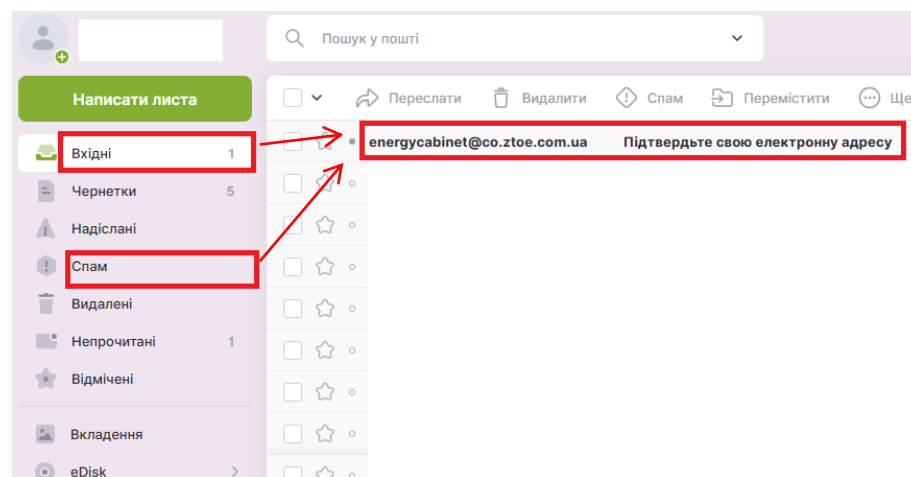 Пошук у пошті
Написати листа
Переслати Видалити Спам Перемістити Ще
Вхідні 1
energycabinet@co.ztoe.com.ua Підтвердьте свою електронну адресу
Чернетки 5
Надіслані
Спам
Видалені
Непрочитані 1
Відмічені
Вкладення
eDisk